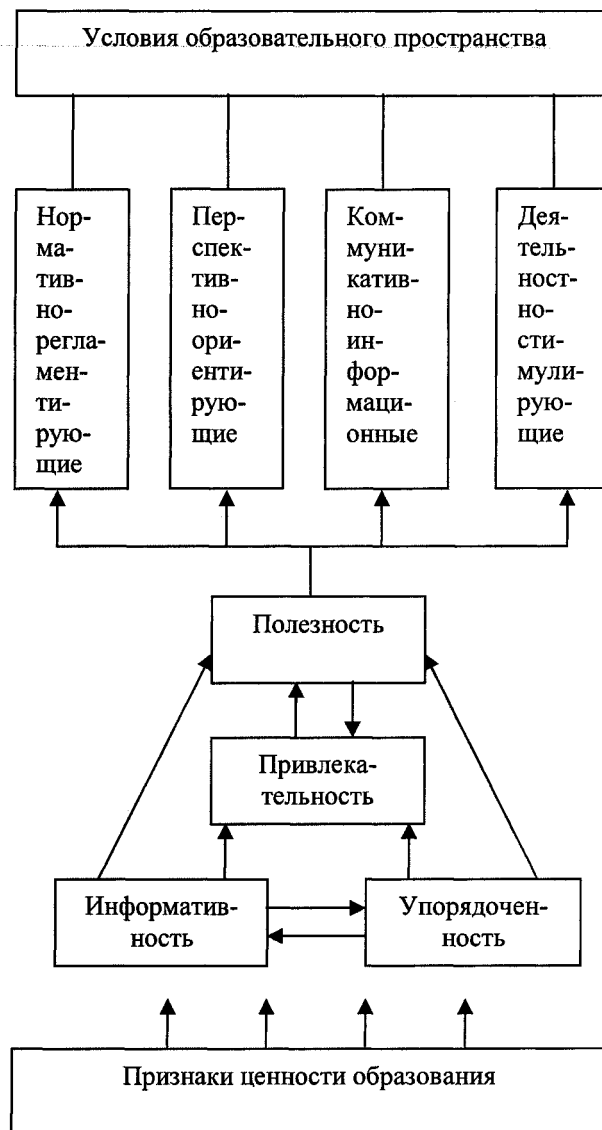 Условия образовательного пространства
Нор-
ма-
тив-
но-
регла-
мен-
ти-
рую-
щие
Пер-
спек-
тив-
но-
ори-
енти-
рую-
щие
Ком-
муни-
катив-
но-
ин-
фор-
маци-
онные
Дея-
тель-
ност-
но-
сти-
мули-
рую-
щие
Полезность
Привлека-
тельность
Информатив-
ность
Упорядочен-
ность
Признаки ценности образования